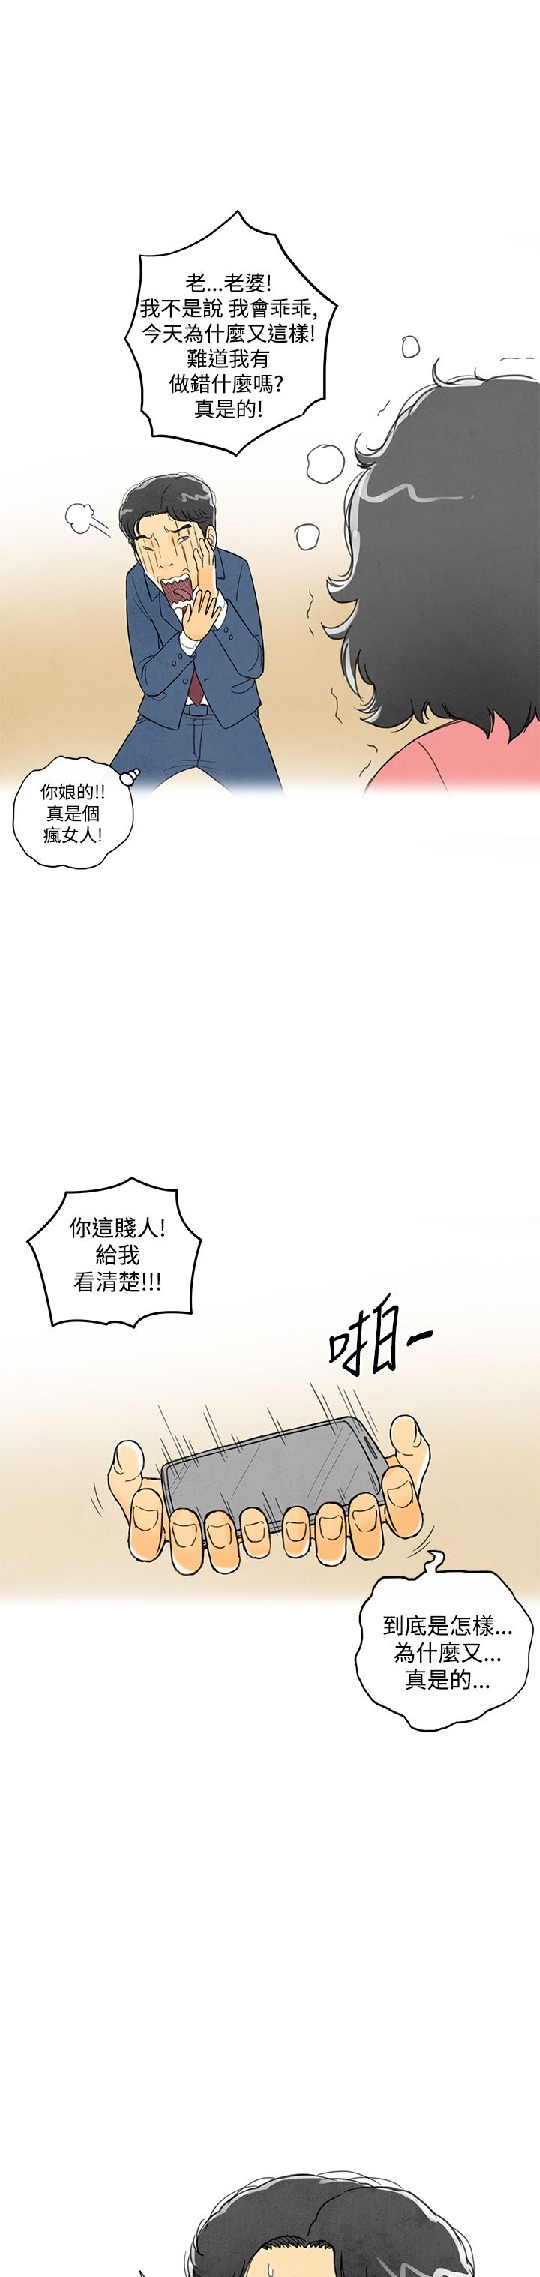 老...老婆!
我不是說 我會乖乖,
今天為什麼又這樣!
難道我有
做錯什麼嗎?
真是的!
你娘的!!
真是個
瘋女人!
你這賤人!
給我
看清楚!!!
啪-
到底是怎樣...
為什麼又...
真是的...